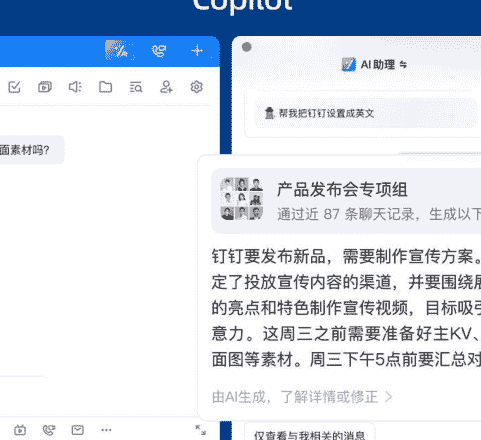 Copilot
AI助理
帮我把钉钉设置成英文
面素材吗?
产品发布会专项组
通过近 87 条聊天记录，生成以下
钉钉要发布新品，需要制作宣传方案。
定了投放宣传内容的渠道，并要围绕展
的亮点和特色制作宣传视频，目标吸引
意力。这周三之前需要准备好主KV、
面图等素材。周三下午5点前要汇总对
由AI生成，了解详情或修正 >
仅查看与我相关的消息